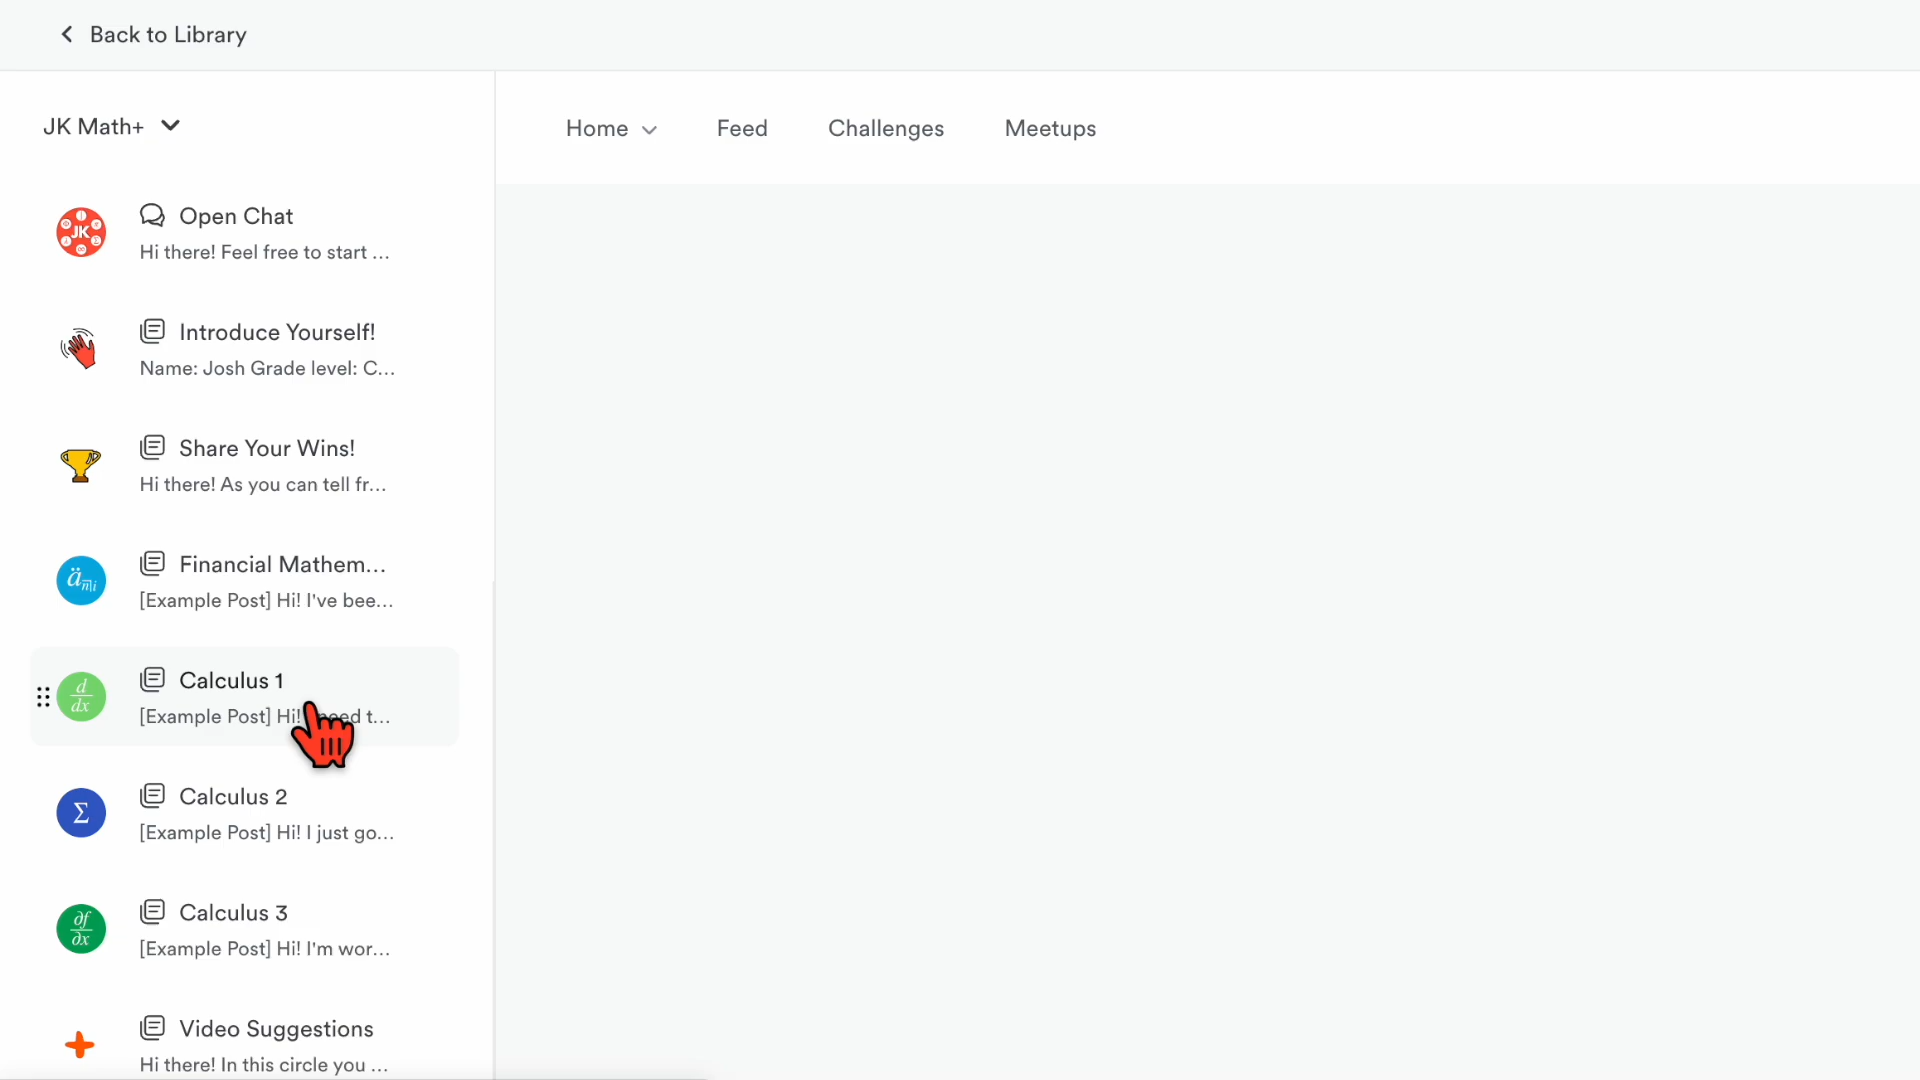 Back to Library
JK Math+
Home
Feed
Challenges
Meetups
Open Chat
Hi there! Feel free to start ...
Introduce Yourself!
Name: Josh Grade level: C...
Share Your Wins!
Hi there! As you can tell fr...
Financial Mathem...
[Example Post] Hi! I've bee...
Calculus 1
[Example Post] Hi! need t...
Calculus 2
[Example Post] Hi! I just go...
Calculus 3
[Example Post] Hi! I'm wor...
Video Suggestions
Hi there! In this circle you ...
JK
ä n|i
d
dx
Σ
∂f
∂x